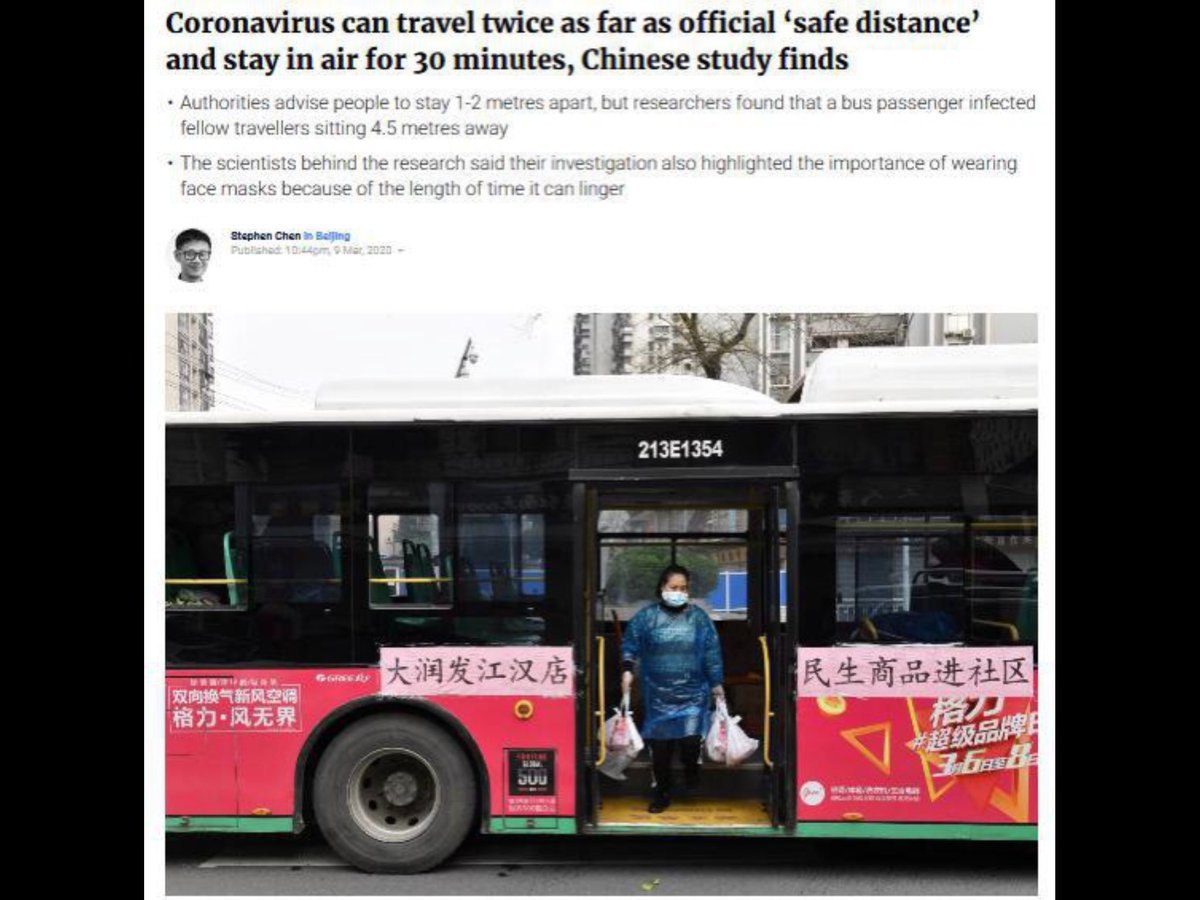 Coronavirus can travel twice as far as official ‘safe distance’
and stay in air for 30 minutes, Chinese study finds
• Authorities advise people to stay 1-2 metres apart, but researchers found that a bus passenger infected
fellow travellers sitting 4.5 metres away
• The scientists behind the research said their investigation also highlighted the importance of wearing
face masks because of the length of time it can linger
Stephen Chen in Beijing
Published: 10:44pm, 9 Mar, 2020
213E1354
大润发江汉店
民生商品进社区
GREE
双向换气新风空调
格力·风无界
GLOBAL
500
格力
#超级品牌日
3月6日至8日